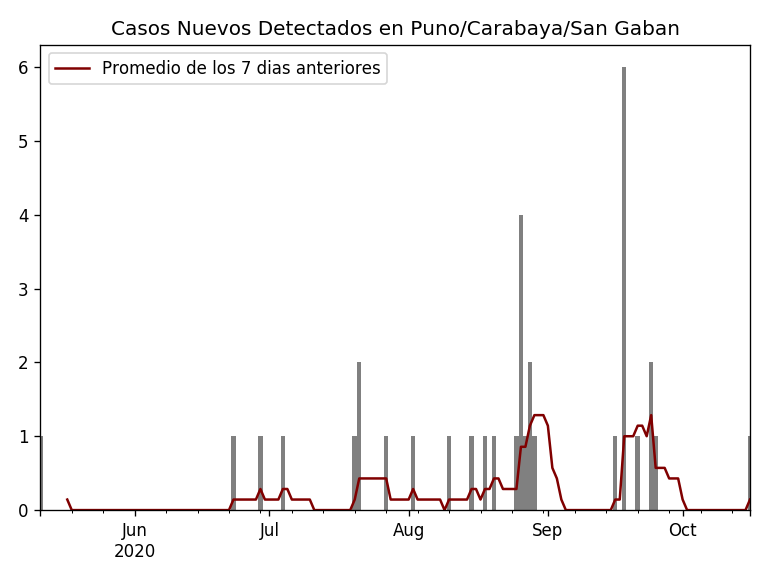 Casos Nuevos Detectados en Puno/Carabaya/San Gaban
Promedio de los 7 dias anteriores
6
5
4
3
2
1
0
Jun
2020
Jul
Aug
Sep
Oct